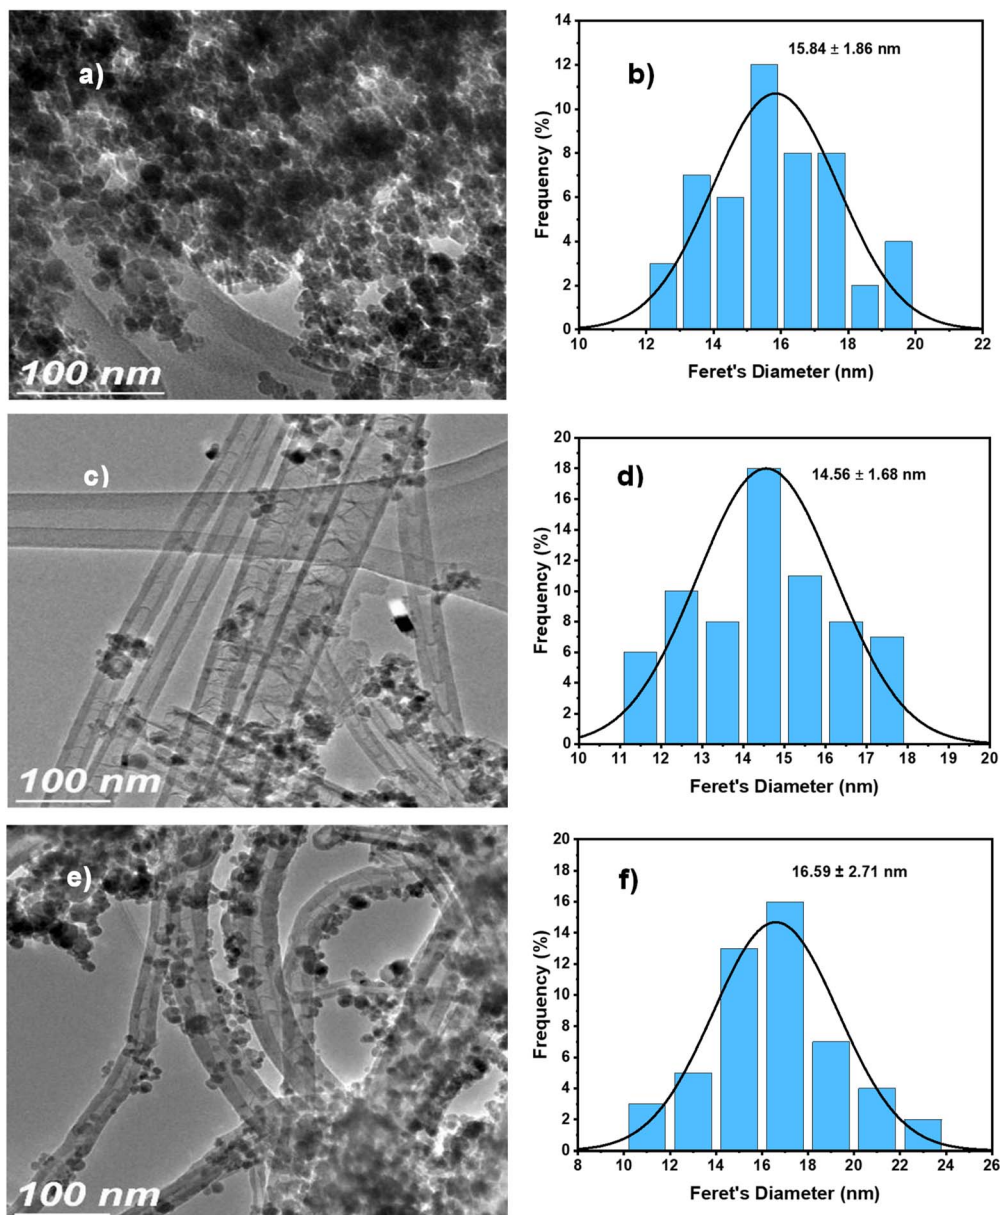 a)
100 nm
b)
15.84 ± 1.86 nm
Frequency (%)
14
12
10
8
6
4
2
0
10 12 14 16 18 20 22
Feret's Diameter (nm)
c)
100 nm
d)
14.56 ± 1.68 nm
Frequency (%)
20
18
16
14
12
10
8
6
4
2
0
10 11 12 13 14 15 16 17 18 19 20
Feret's Diameter (nm)
e)
100 nm
f)
16.59 ± 2.71 nm
Frequency (%)
20
18
16
14
12
10
8
6
4
2
0
8 10 12 14 16 18 20 22 24 26
Feret's Diameter (nm)